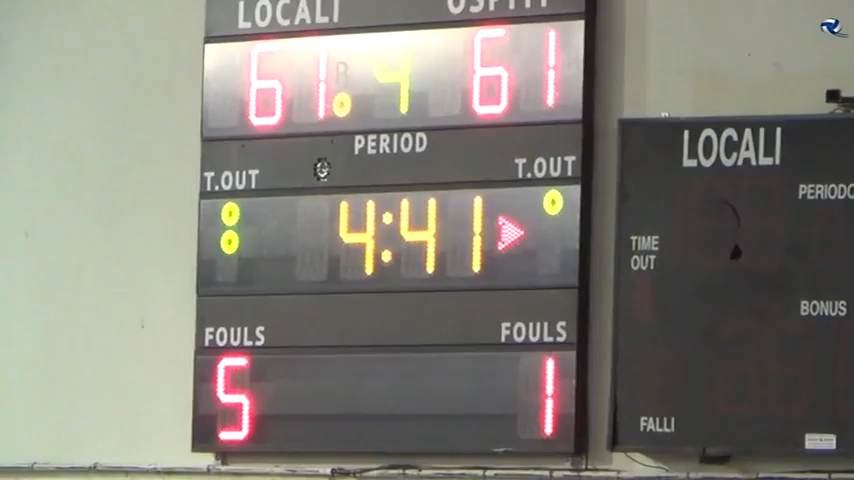 LOCALI OSPITI
61 4 61
PERIOD
T.OUT T.OUT
4:41
FOULS FOULS
5 1
LOCALI
PERIODO
TIME
OUT
BONUS
FALLI